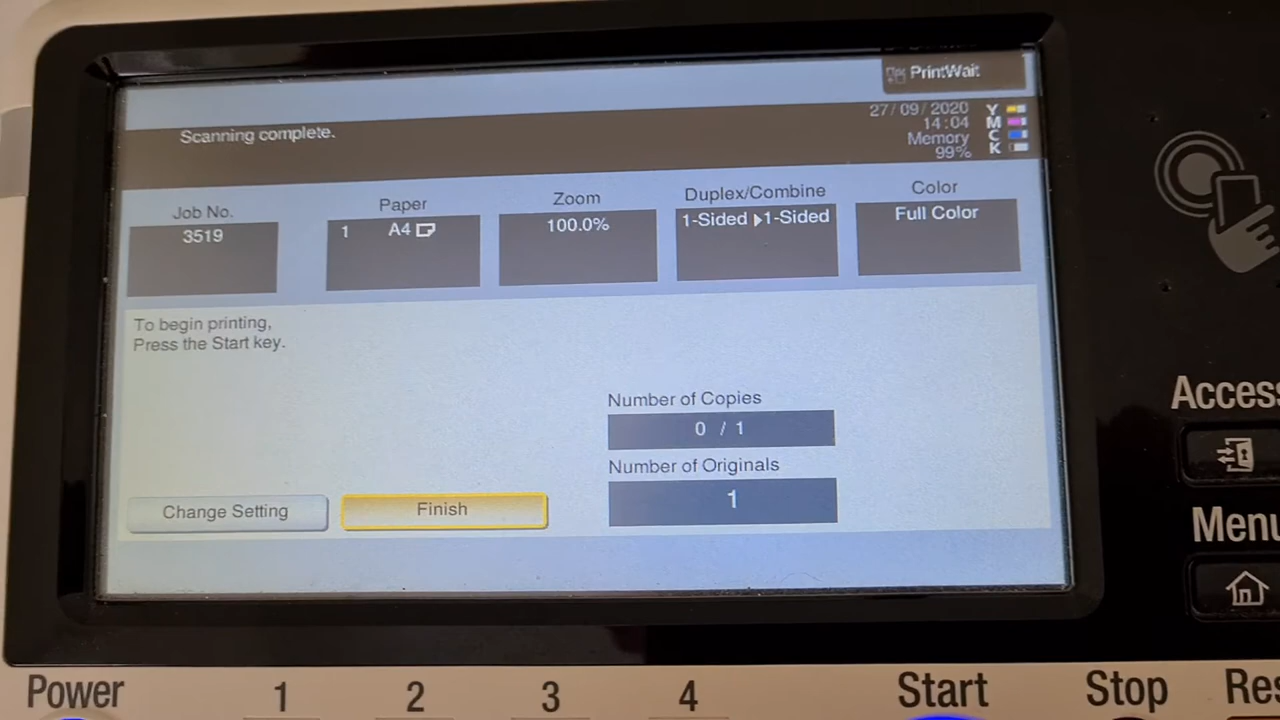 PrintWait
Scanning complete.
27/09/2020
14:04
Memory
99%
Y
M
C
K
Job No.
3519
Paper
1 A4
Zoom
100.0%
Duplex/Combine
1-Sided ▶1-Sided
Color
Full Color
To begin printing,
Press the Start key.
Number of Copies
0 / 1
Number of Originals
1
Change Setting
Finish
Access
Menu
Power
1
2
3
4
Start
Stop
Res